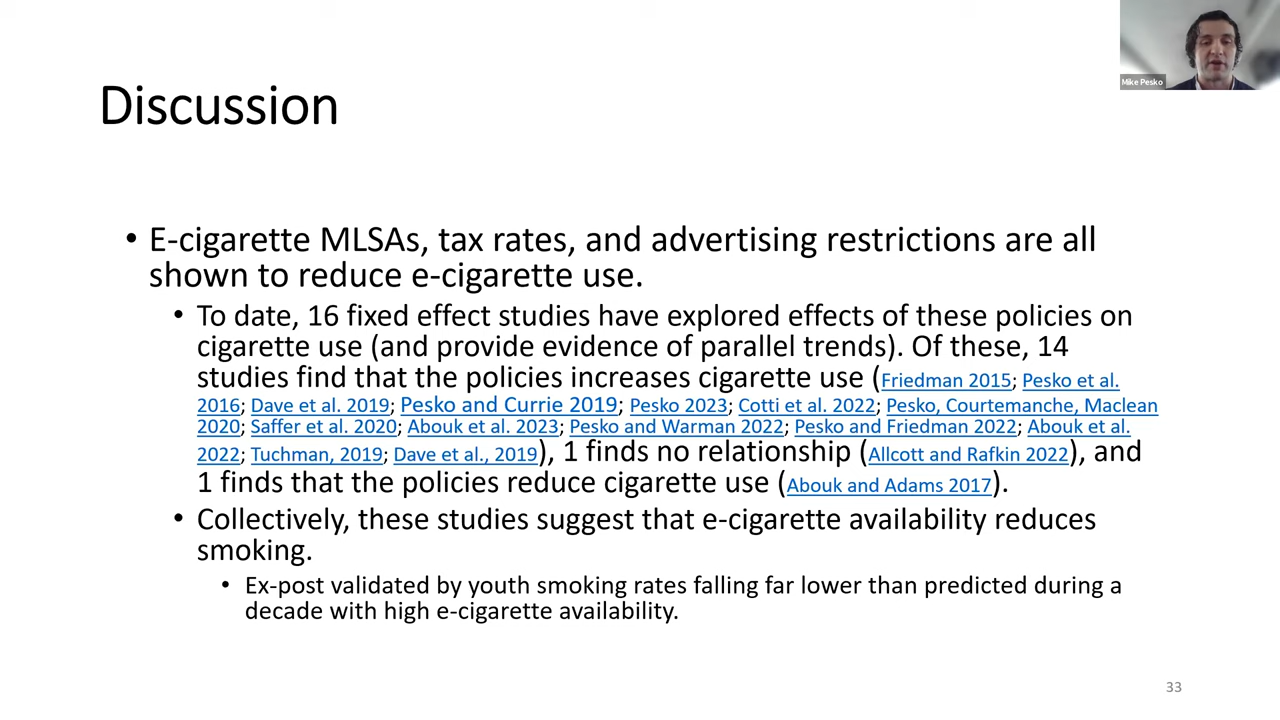 Mike Pesko
Discussion
• E-cigarette MLSAs, tax rates, and advertising restrictions are all
shown to reduce e-cigarette use.
• To date, 16 fixed effect studies have explored effects of these policies on
cigarette use (and provide evidence of parallel trends). Of these, 14
studies find that the policies increases cigarette use (Friedman 2015; Pesko et al.
2016; Dave et al. 2019; Pesko and Currie 2019; Pesko 2023; Cotti et al. 2022; Pesko, Courtemanche, Maclean
2020; Saffer et al. 2020; Abouk et al. 2023; Pesko and Warman 2022; Pesko and Friedman 2022; Abouk et al.
2022; Tuchman, 2019; Dave et al., 2019), 1 finds no relationship (Allcott and Rafkin 2022), and
1 finds that the policies reduce cigarette use (Abouk and Adams 2017).
• Collectively, these studies suggest that e-cigarette availability reduces
smoking.
• Ex-post validated by youth smoking rates falling far lower than predicted during a
decade with high e-cigarette availability.
33